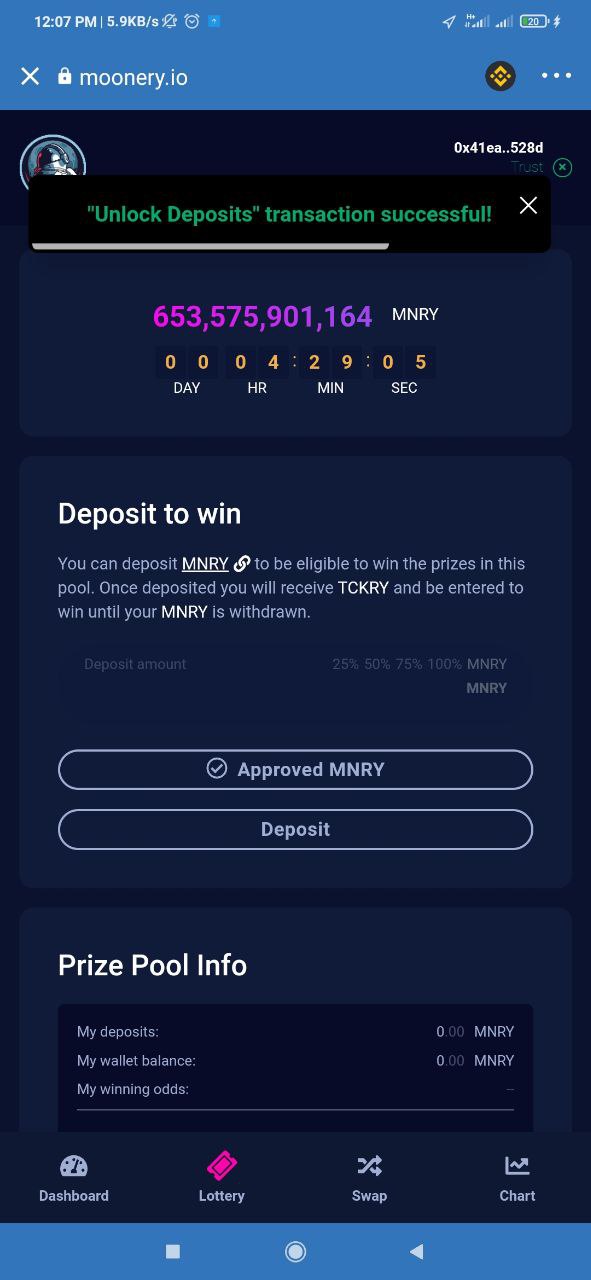 12:07 PM | 5.9KB/s
H+
20
moonery.io
0x41ea..528d
Trust
"Unlock Deposits" transaction successful!
653,575,901,164 MNRY
0 0 0 4 : 2 9 : 0 5
DAY HR MIN SEC
Deposit to win
You can deposit MNRY to be eligible to win the prizes in this
pool. Once deposited you will receive TCKRY and be entered to
win until your MNRY is withdrawn.
Deposit amount 25% 50% 75% 100% MNRY
MNRY
Approved MNRY
Deposit
Prize Pool Info
My deposits: 0.00 MNRY
My wallet balance: 0.00 MNRY
My winning odds: --
Dashboard Lottery Swap Chart